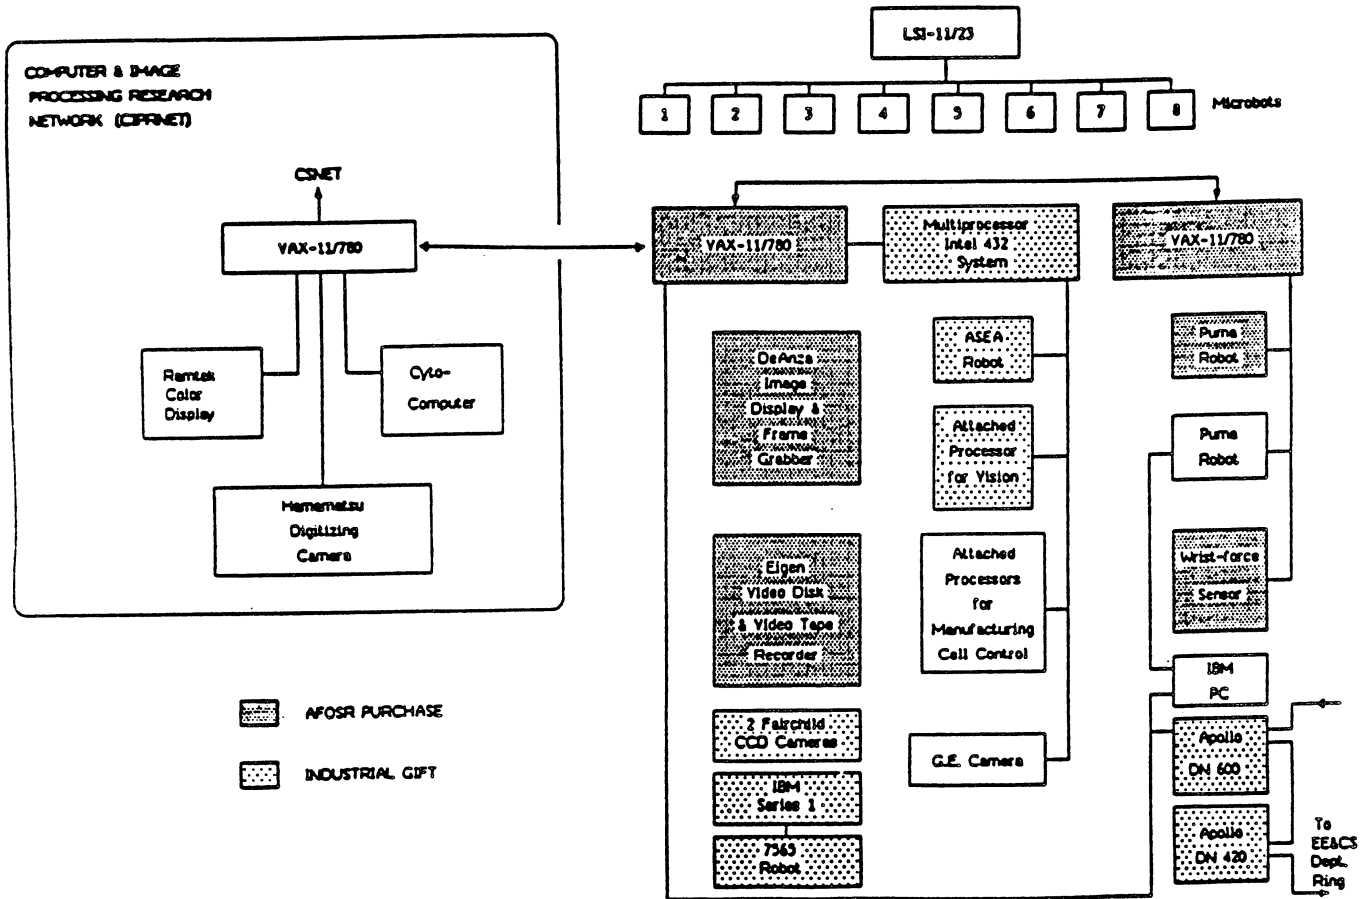 COMPUTER & IMAGE
PROCESSING RESEARCH
NETWORK (CIPRNET)
CSNET
VAX-11/780
Ramtek
Color
Display
Cyto-
Computer
Hamamatsu
Digitizing
Camera
AFOSR PURCHASE
INDUSTRIAL GIFT
LSI-11/23
1 2 3 4 5 6 7 8 Microbots
VAX-11/780
Multiprocessor
Intel 432
System
VAX-11/780
DeAnza
Image
Display &
Frame
Grabber
Eigen
Video Disk
& Video Tape
Recorder
2 Fairchild
CCD Cameras
IBM
Series 1
7565
Robot
ASEA
Robot
Attached
Processor
for Vision
Attached
Processors
for
Manufacturing
Cell Control
G.E. Camera
Puma
Robot
Puma
Robot
Wrist-force
Sensor
IBM
PC
Apollo
DN 600
Apollo
DN 420
To
EE&CS
Dept.
Ring